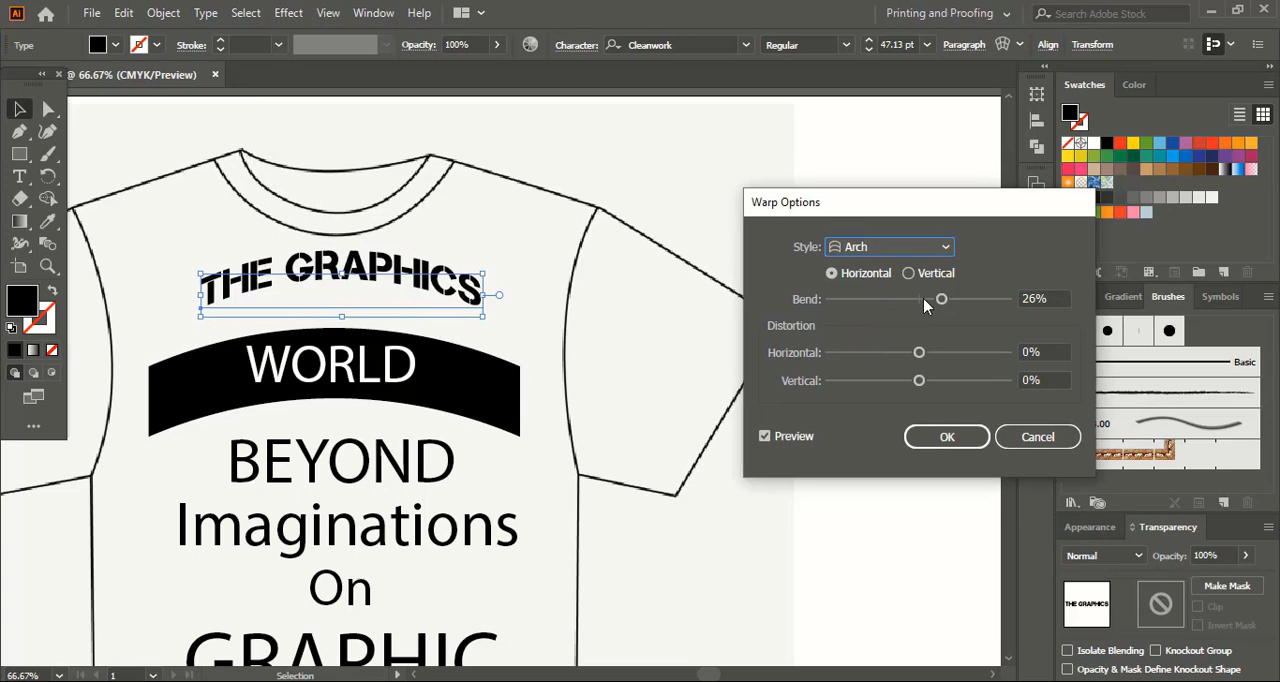 Ai File Edit Object Type Select Effect View Window Help Printing and Proofing Search Adobe Stock
Type Stroke: Opacity: 100% Character: Cleanwork Regular 47.13 pt Paragraph Align Transform
@ 66.67% (CMYK/Preview)
Swatches Color
THE GRAPHICS
WORLD
BEYOND
Imaginations
On
GRAPHIC
Warp Options
Style: Arch
Horizontal Vertical
Bend: 26%
Distortion
Horizontal: 0%
Vertical: 0%
Preview OK Cancel
Gradient Brushes Symbols
Basic
3.00
Appearance Transparency
Normal Opacity: 100%
THE GRAPHICS
Make Mask
Clip
Invert Mask
Isolate Blending Knockout Group
Opacity & Mask Define Knockout Shape
66.67% 1 Selection